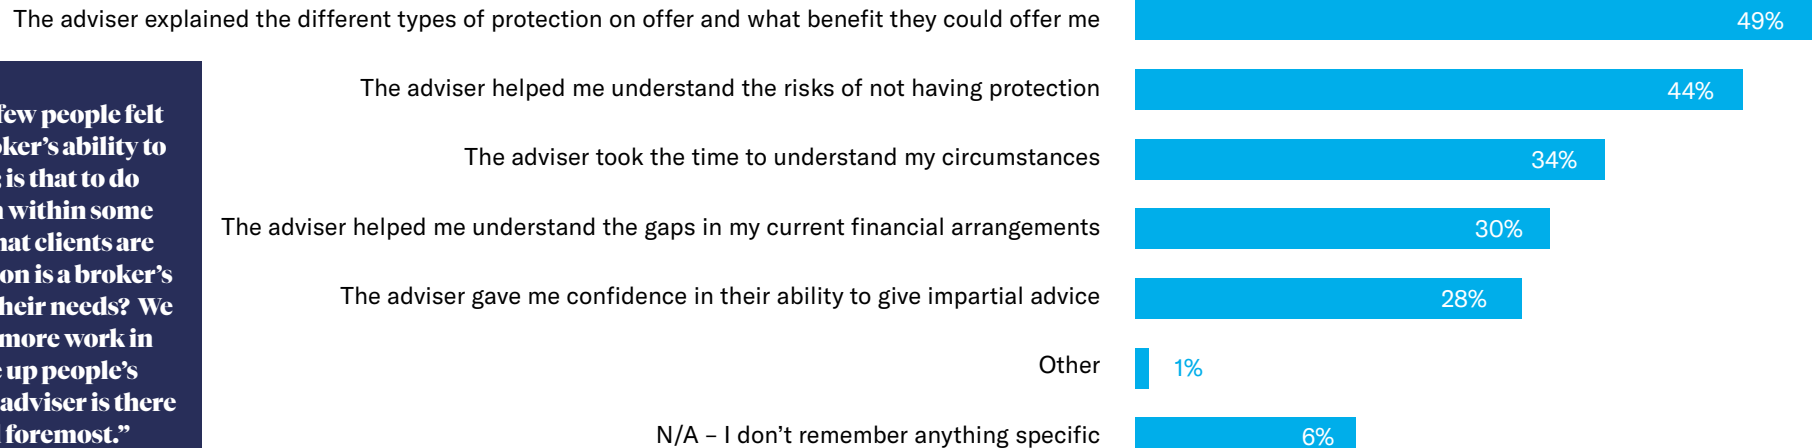 The adviser explained the different types of protection on offer and what benefit they could offer me 49%
The adviser helped me understand the risks of not having protection 44%
The adviser took the time to understand my circumstances 34%
The adviser helped me understand the gaps in my current financial arrangements 30%
The adviser gave me confidence in their ability to give impartial advice 28%
Other 1%
N/A – I don't remember anything specific 6%
few people felt
ability to
is that to do
within some
clients are
is a broker's
needs? We
more work in
up people's
adviser is there
foremost."